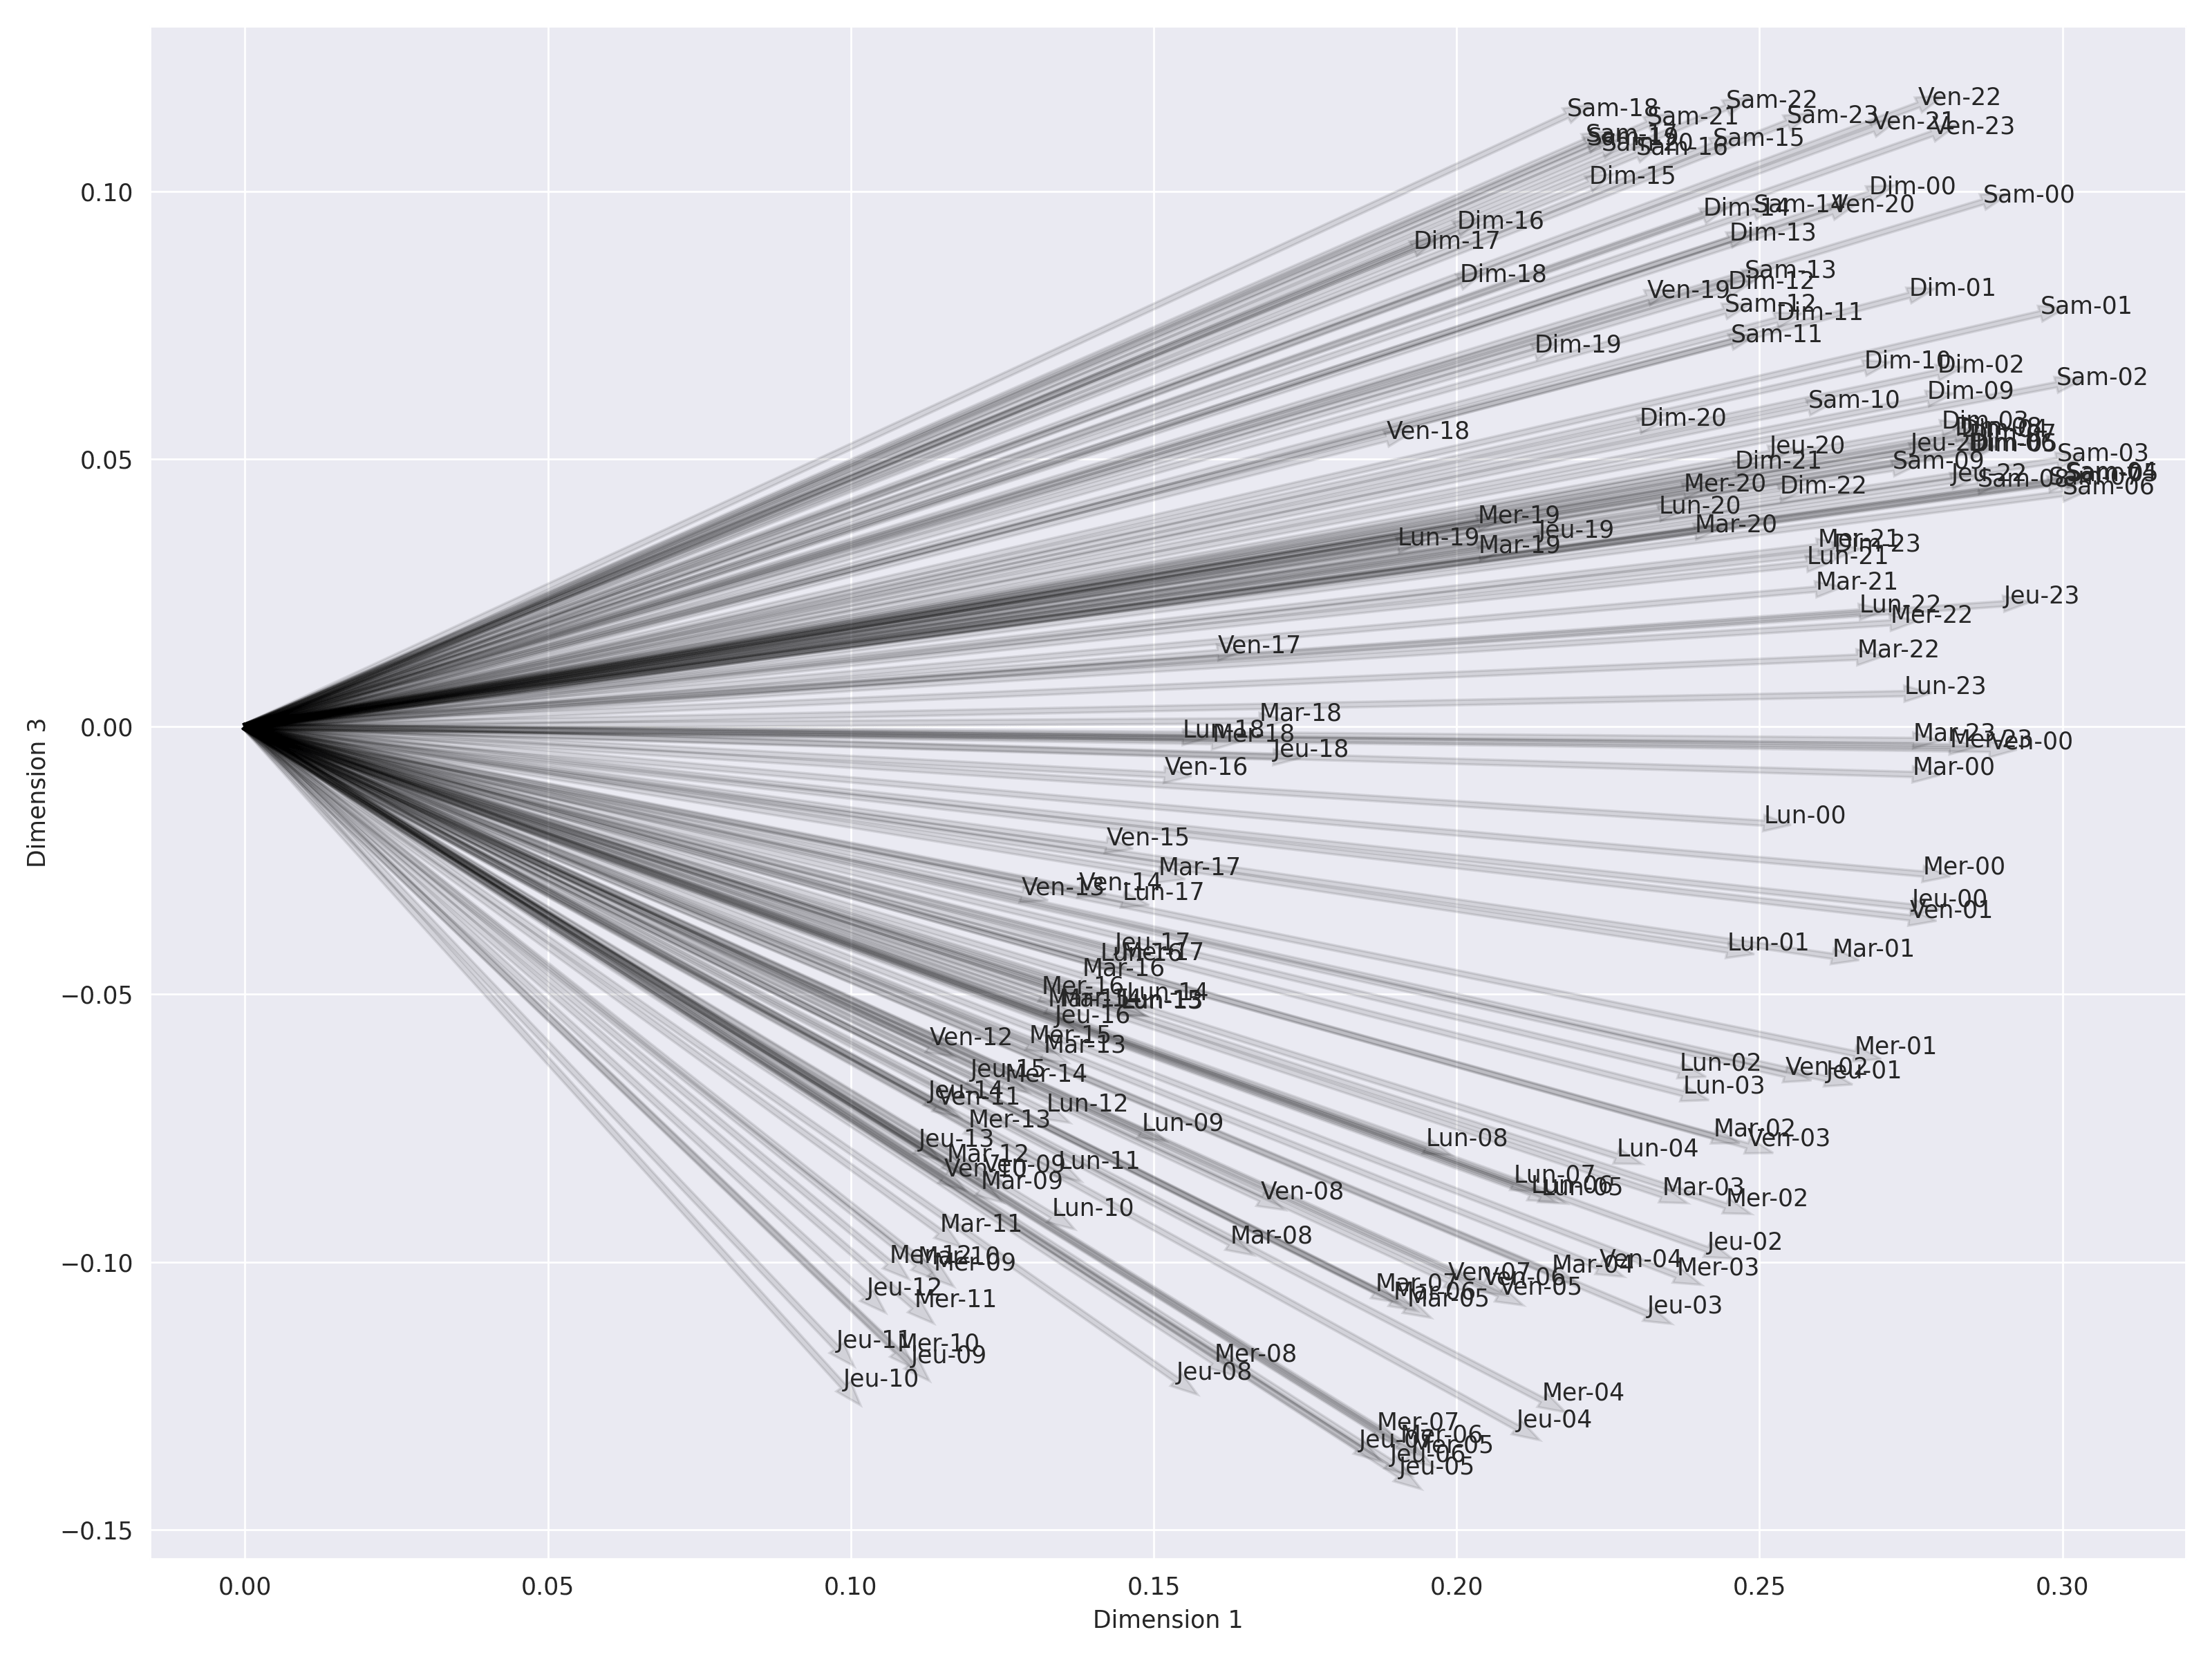 Sam-18
Sam-21
Sam-22
Sam-23
Ven-21
Ven-22
Ven-23
Sam-16
Sam-15
Dim-15
Dim-00
Sam-00
Dim-16
Dim-17
Dim-14
Sam-14
Ven-20
Dim-13
0.10
Dim-18
Sam-13
Dim-12
Ven-19
Sam-12
Dim-11
Dim-01
Sam-01
Dim-19
Sam-11
Dim-10
Dim-02
Sam-02
Dim-09
Sam-10
Dim-20
Ven-18
Dim-03
0.05
Jeu-20
Sam-03
Dim-21
Sam-09
Jeu-22
Mer-20
Dim-22
Sam-06
Lun-20
Mar-20
Mer-19
Jeu-19
Lun-19
Mar-19
Mer-21
Dim-23
Lun-21
Mar-21
Jeu-23
Lun-22
Mer-22
Ven-17
Mar-22
Lun-23
Mar-18
0.00
Lun-18
Mer-18
Jeu-18
Mar-23
Mer-23
Ven-00
Ven-16
Mar-00
Lun-00
Ven-15
Mar-17
Mer-00
Ven-13
Ven-14
Lun-17
Jeu-00
Ven-01
Jeu-17
Lun-16
Mer-17
Lun-01
Mar-01
Mar-16
Mer-16
−0.05
Lun-14
Jeu-16
Ven-12
Mer-15
Mar-13
Mer-01
Jeu-15
Mer-14
Lun-02
Ven-02
Jeu-01
Jeu-14
Ven-11
Lun-12
Lun-03
Mer-13
Lun-09
Mar-02
Ven-03
Jeu-13
Mar-12
Lun-08
Lun-04
Ven-10
Ven-09
Lun-11
Mar-09
Lun-07
Lun-06
Lun-05
Mar-03
Mer-02
Ven-08
Lun-10
Mar-11
Mar-08
Jeu-02
−0.10
Mer-12
Mar-10
Mer-09
Mar-04
Ven-04
Mer-03
Jeu-12
Mer-11
Mar-07
Mar-06
Mar-05
Ven-07
Ven-06
Ven-05
Jeu-03
Jeu-11
Mer-10
Jeu-09
Mer-08
Jeu-08
Jeu-10
Mer-04
Jeu-04
Mer-07
Mer-06
Mer-05
Jeu-07
Jeu-06
Jeu-05
−0.15
0.00
0.05
0.10
0.15
0.20
0.25
0.30
Dimension 1
Dimension 3